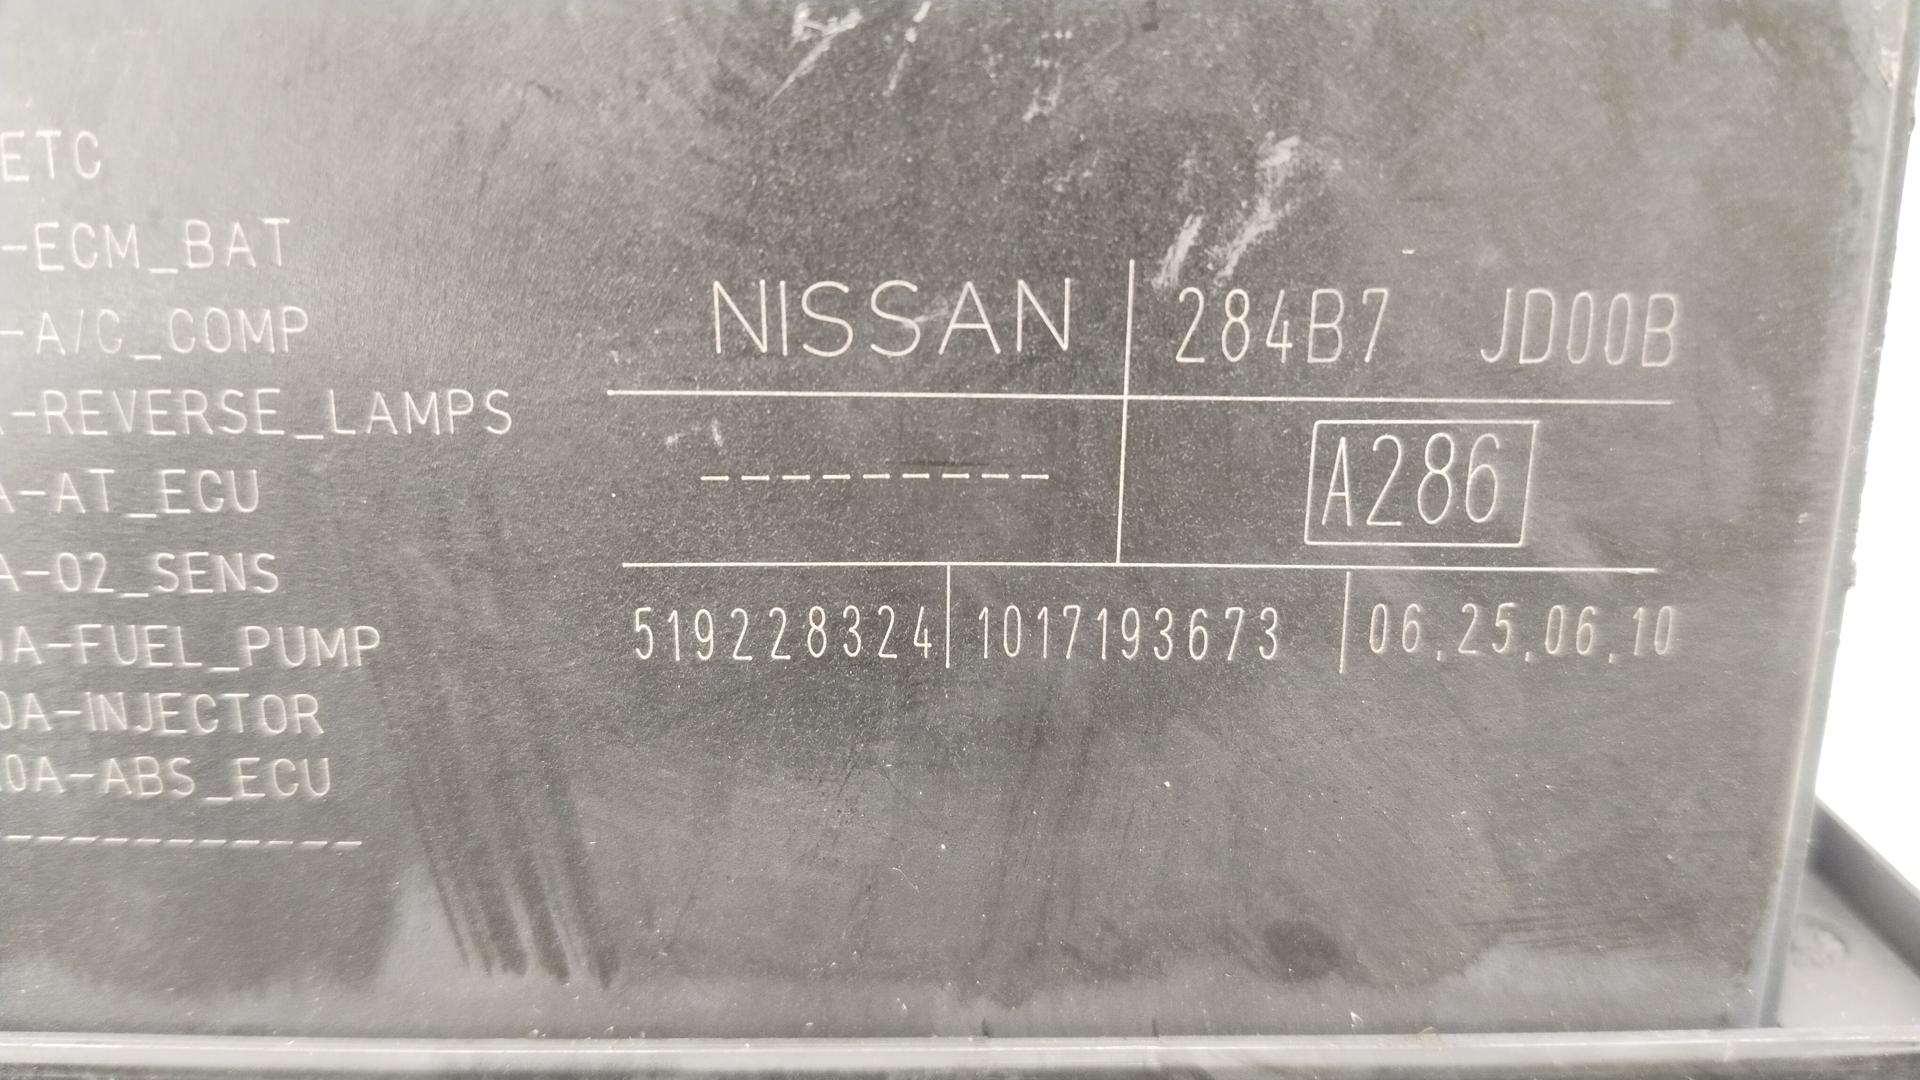 ETC
-ECM_BAT
-A/C_COMP
A-REVERSE_LAMPS
A-AT_ECU
A-O2_SENS
0A-FUEL_PUMP
0A-INJECTOR
10A-ABS_ECU
------------
NISSAN 284B7 JD00B
--------- A286
519228324 1017193673 06.25.06.10